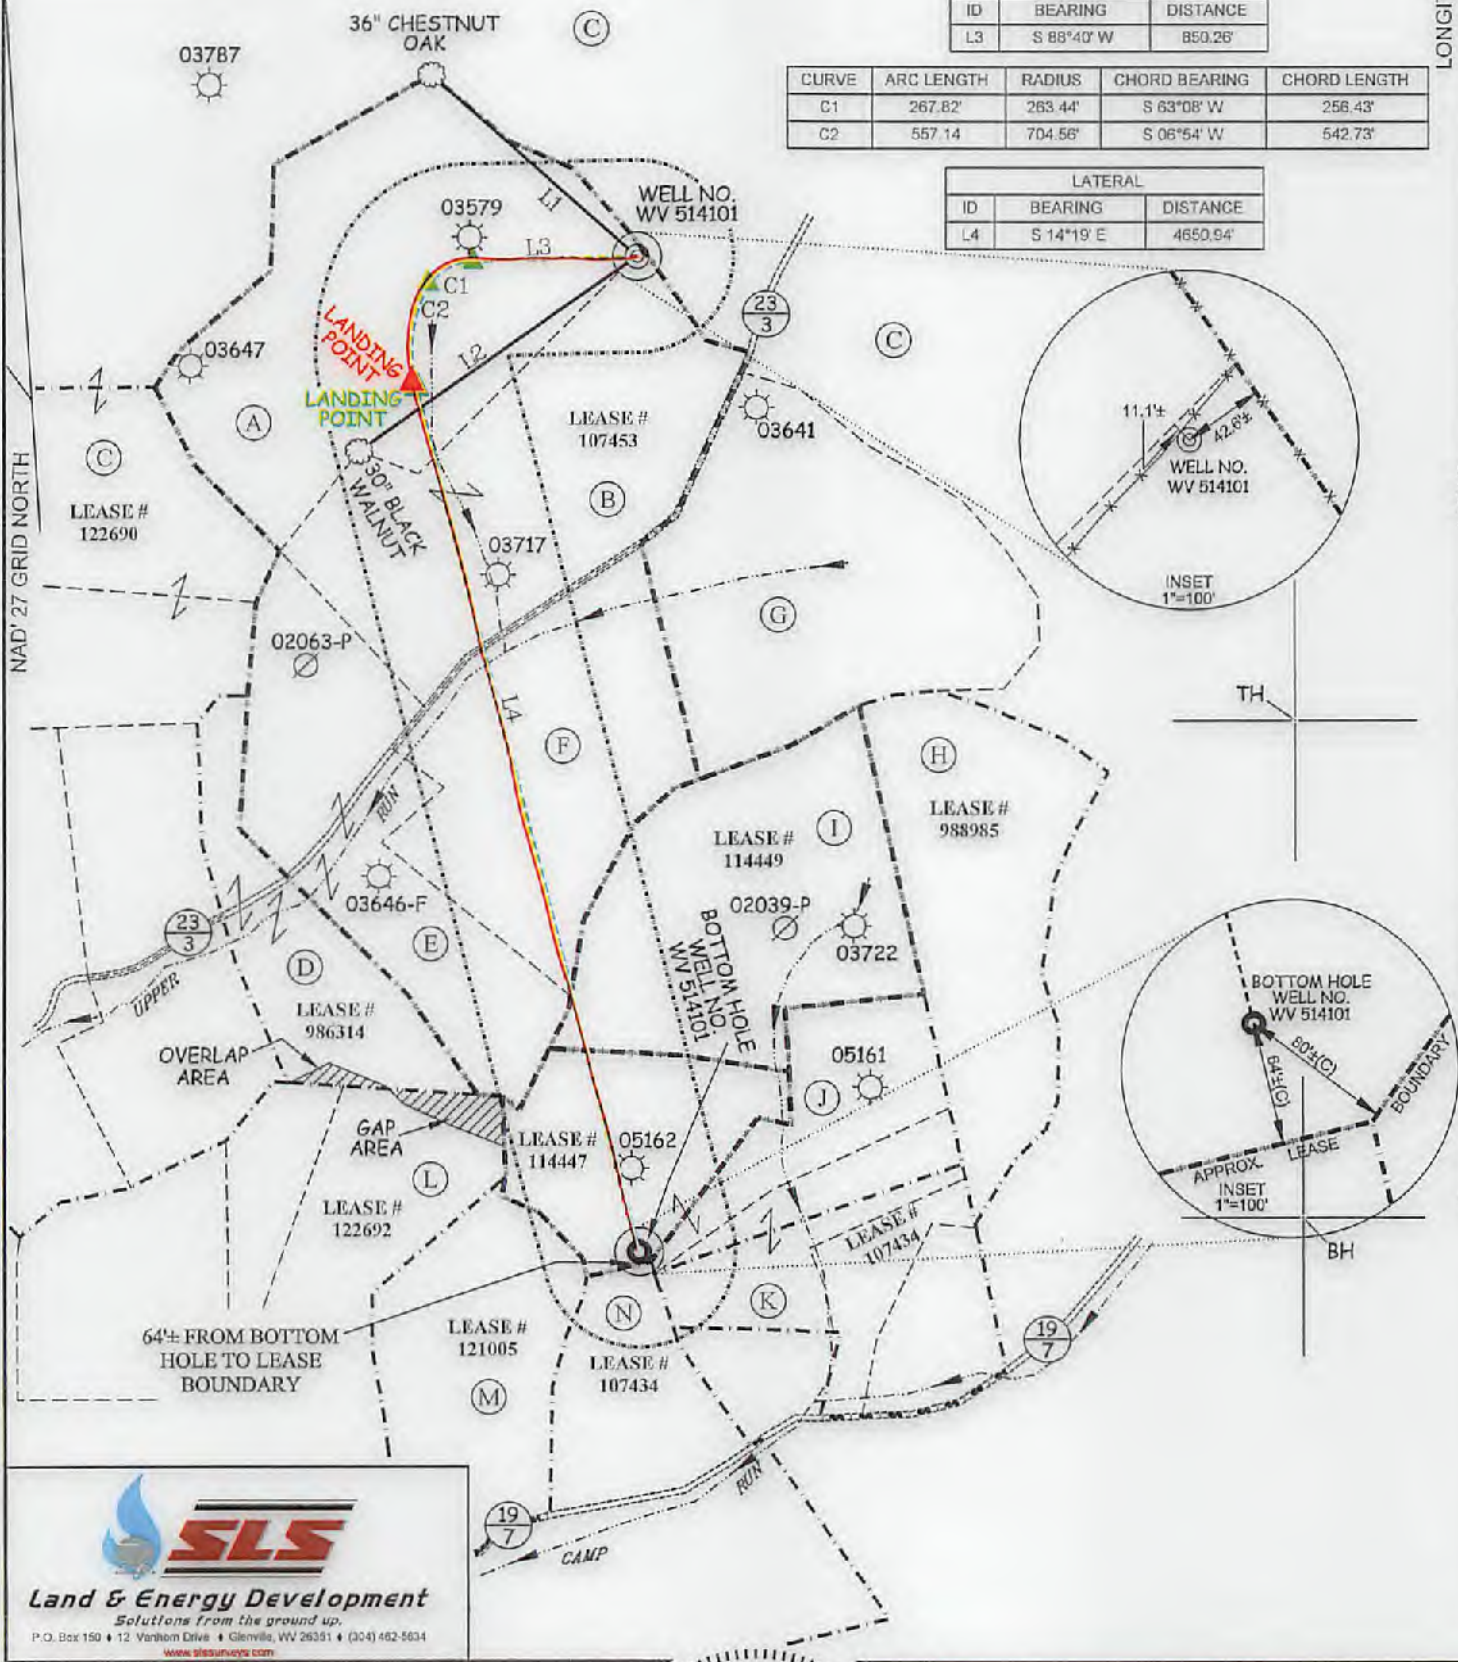 ID BEARING DISTANCE
L3 S 88°40' W 850.26'
LONGI
CURVE ARC LENGTH RADIUS CHORD BEARING CHORD LENGTH
C1 267.82' 263.44' S 63°08' W 256.43'
C2 557.14 704.56' S 06°54' W 542.73'
LATERAL
ID BEARING DISTANCE
L4 S 14°19' E 4650.94'
36" CHESTNUT
OAK
C
03787
L1
WELL NO.
WV 514101
03579
L3
C1
C2
23
3
C
LANDING
POINT
LANDING
POINT
L2
03647
A
C
LEASE #
122690
NAD' 27 GRID NORTH
LEASE #
107453
03641
B
30" BLACK
WALNUT
03717
11.1'±
42.6'±
WELL NO.
WV 514101
INSET
1"=100'
G
02063-P
L4
F
TH
H
LEASE #
988985
I
LEASE #
114449
RUN
03646-F
E
02039-P
03722
23
3
D
UPPER
LEASE #
986314
BOTTOM HOLE
WELL NO.
WV 514101
BOTTOM HOLE
WELL NO.
WV 514101
60'±(C)
64'±(C)
BOUNDARY
LEASE
APPROX.
INSET
1"=100'
BH
OVERLAP
AREA
05161
J
GAP
AREA
LEASE #
114447
05162
L
LEASE #
122692
LEASE #
107434
N
K
64'± FROM BOTTOM
HOLE TO LEASE
BOUNDARY
LEASE #
121005
LEASE #
107434
M
19
7
RUN
19
7
CAMP
SLS
Land & Energy Development
Solutions from the ground up.
P.O. Box 150 ♦ 12 Vanhorn Drive ♦ Glenville, WV 26351 ♦ (304) 462-5634
www.slssurveys.com